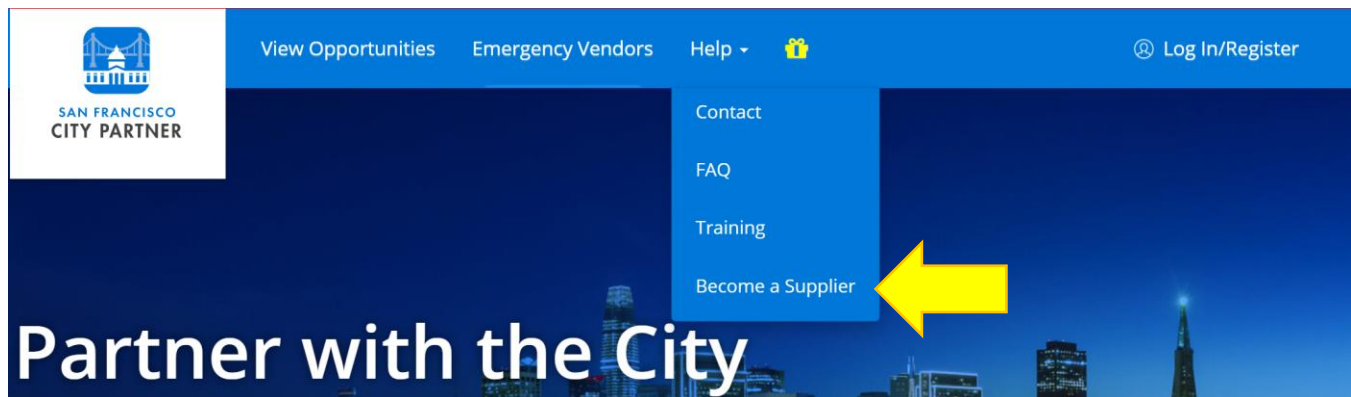 SAN FRANCISCO
CITY PARTNER
View Opportunities
Emergency Vendors
Help
Log In/Register
Contact
FAQ
Training
Become a Supplier
Partner with the City